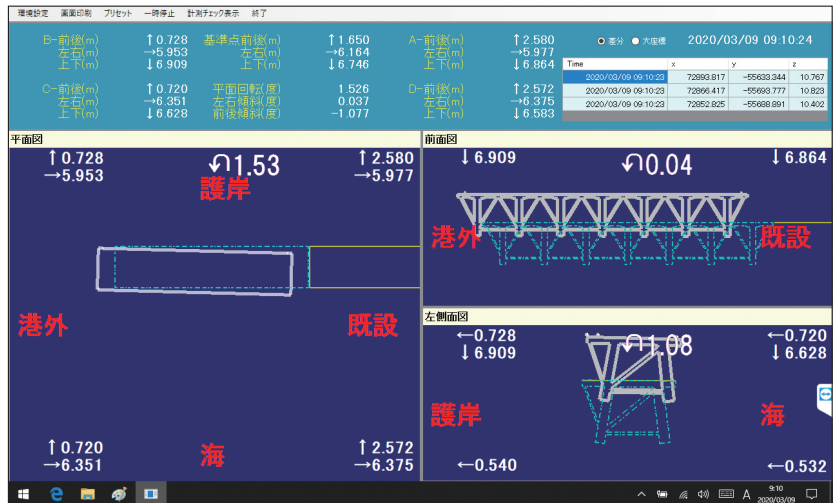 環境設定 画面印刷 プリセット 一時停止 計測チェック表示 終了
B-前後(m) ↑0.728 基準点前後(m) ↑1.650 A-前後(m) ↑2.580 差分 大座標 2020/03/09 09:10:24
左右(m) →5.953 左右(m) →6.164 左右(m) →5.977
上下(m) ↓6.909 上下(m) ↓6.746 上下(m) ↓6.864
Time x y
2020/03/09 09:10:23 72893.817 -55633.344 10.767
C-前後(m) ↑0.720 平面回転(度) 1.526 D-前後(m) ↑2.572 2020/03/09 09:10:23 72866.417 -55693.777 10.823
左右(m) →6.351 左右傾斜(度) 0.037 左右(m) →6.375 2020/03/09 09:10:23 72852.825 -55688.891 10.402
上下(m) ↓6.628 前後傾斜(度) -1.077 上下(m) ↓6.583
平面図
↑0.728 1.53 ↑2.580
→5.953 護岸 →5.977
港外 既設
↑0.720 海 ↑2.572
→6.351 →6.375
前面図
↓6.909 0.04 ↓6.864
港外 既設
左側面図
←0.728 1.08 ←0.720
↓6.909 ↓6.628
護岸 海
←0.540 ←0.532
A 9:10
2020/03/09